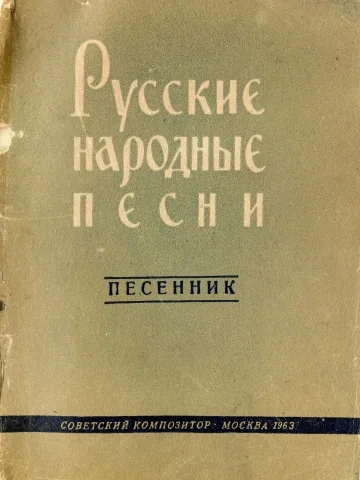 Русские
народные
песни
ПЕСЕННИК
СОВЕТСКИЙ КОМПОЗИТОР · МОСКВА 1963